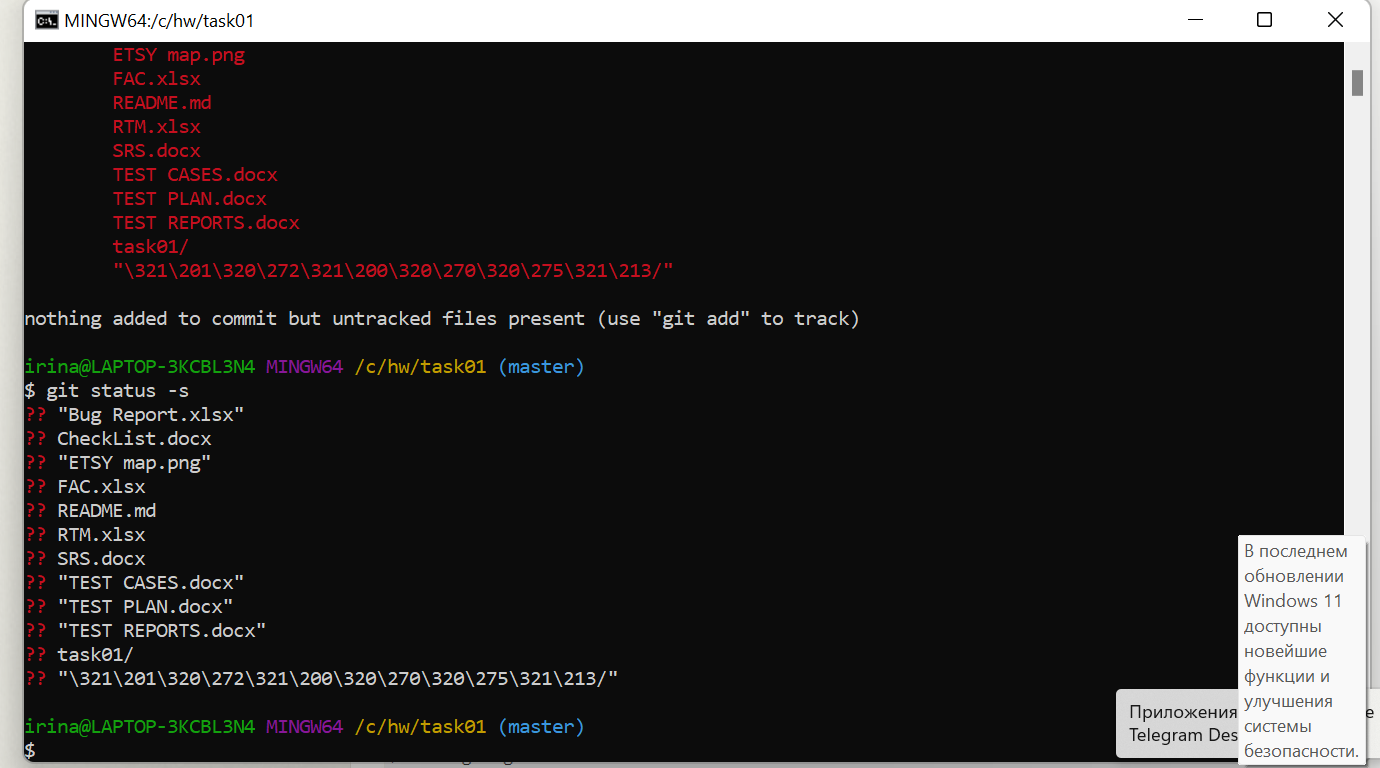 MINGW64:/c/hw/task01
ETSY map.png
FAC.xlsx
README.md
RTM.xlsx
SRS.docx
TEST CASES.docx
TEST PLAN.docx
TEST REPORTS.docx
task01/
"\321\201\320\272\321\200\320\270\320\275\321\213/"
nothing added to commit but untracked files present (use "git add" to track)
irina@LAPTOP-3KCBL3N4 MINGW64 /c/hw/task01 (master)
$ git status -s
?? "Bug Report.xlsx"
?? CheckList.docx
?? "ETSY map.png"
?? FAC.xlsx
?? README.md
?? RTM.xlsx
?? SRS.docx
?? "TEST CASES.docx"
?? "TEST PLAN.docx"
?? "TEST REPORTS.docx"
?? task01/
?? "\321\201\320\272\321\200\320\270\320\275\321\213/"
irina@LAPTOP-3KCBL3N4 MINGW64 /c/hw/task01 (master)
$
В последнем
обновлении
Windows 11
доступны
новейшие
функции и
улучшения
системы
безопасности.
Приложения
Telegram Des